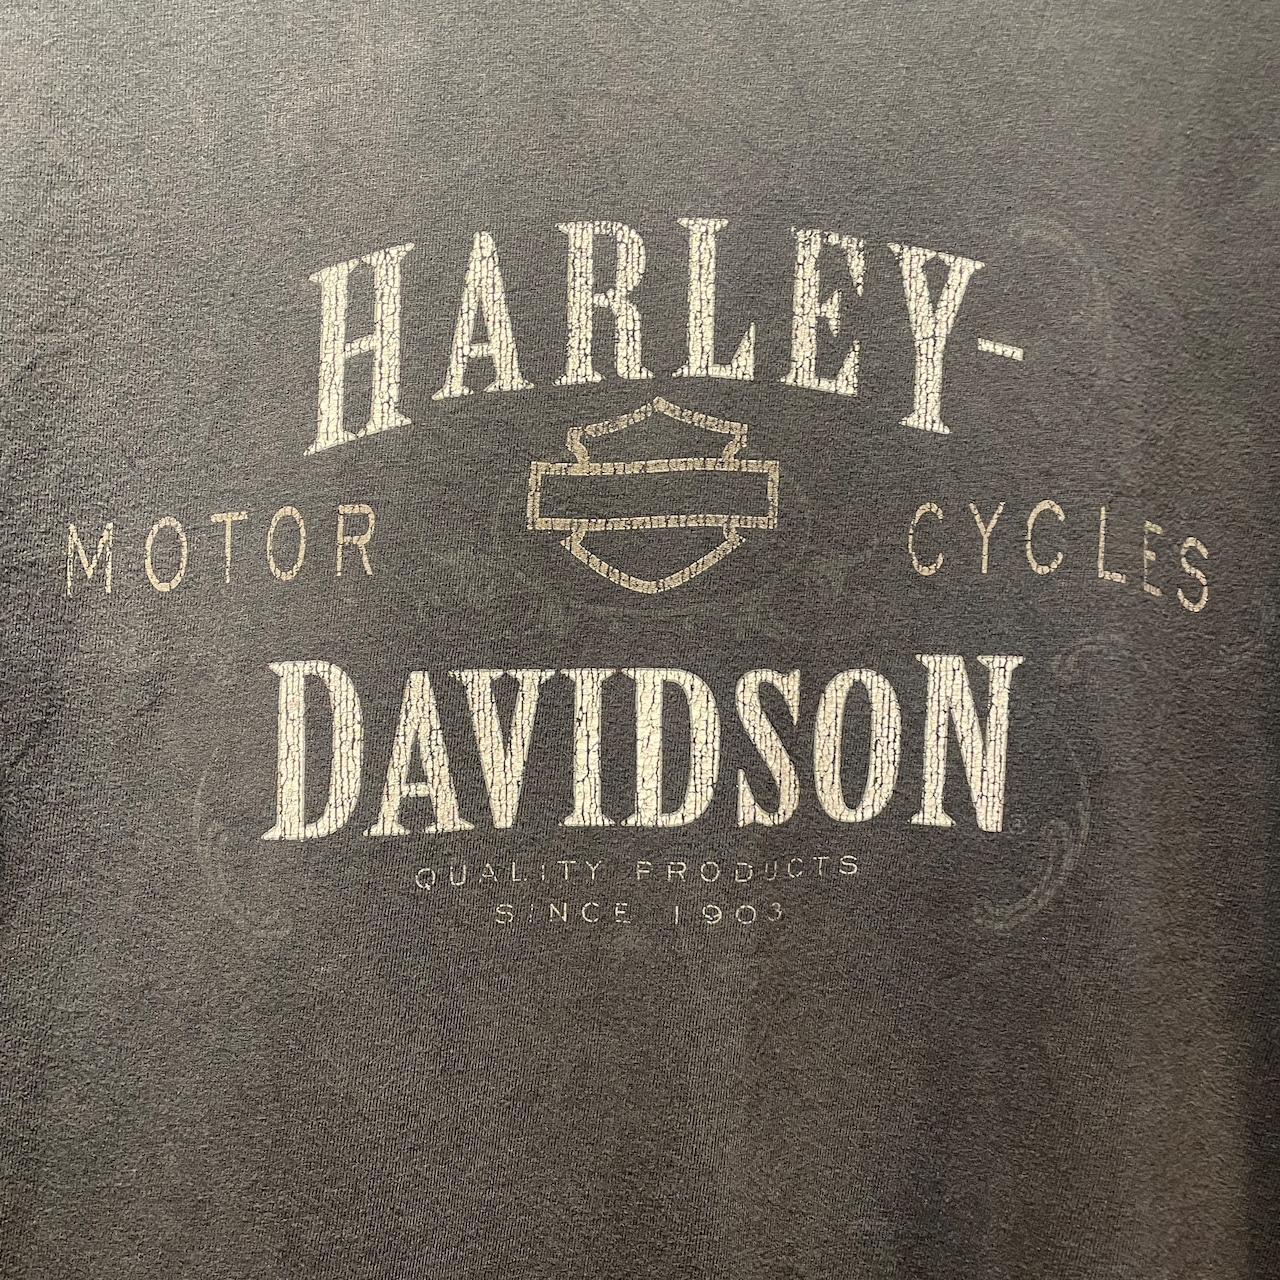 HARLEY-
MOTOR CYCLES
DAVIDSON
QUALITY PRODUCTS
SINCE 1903